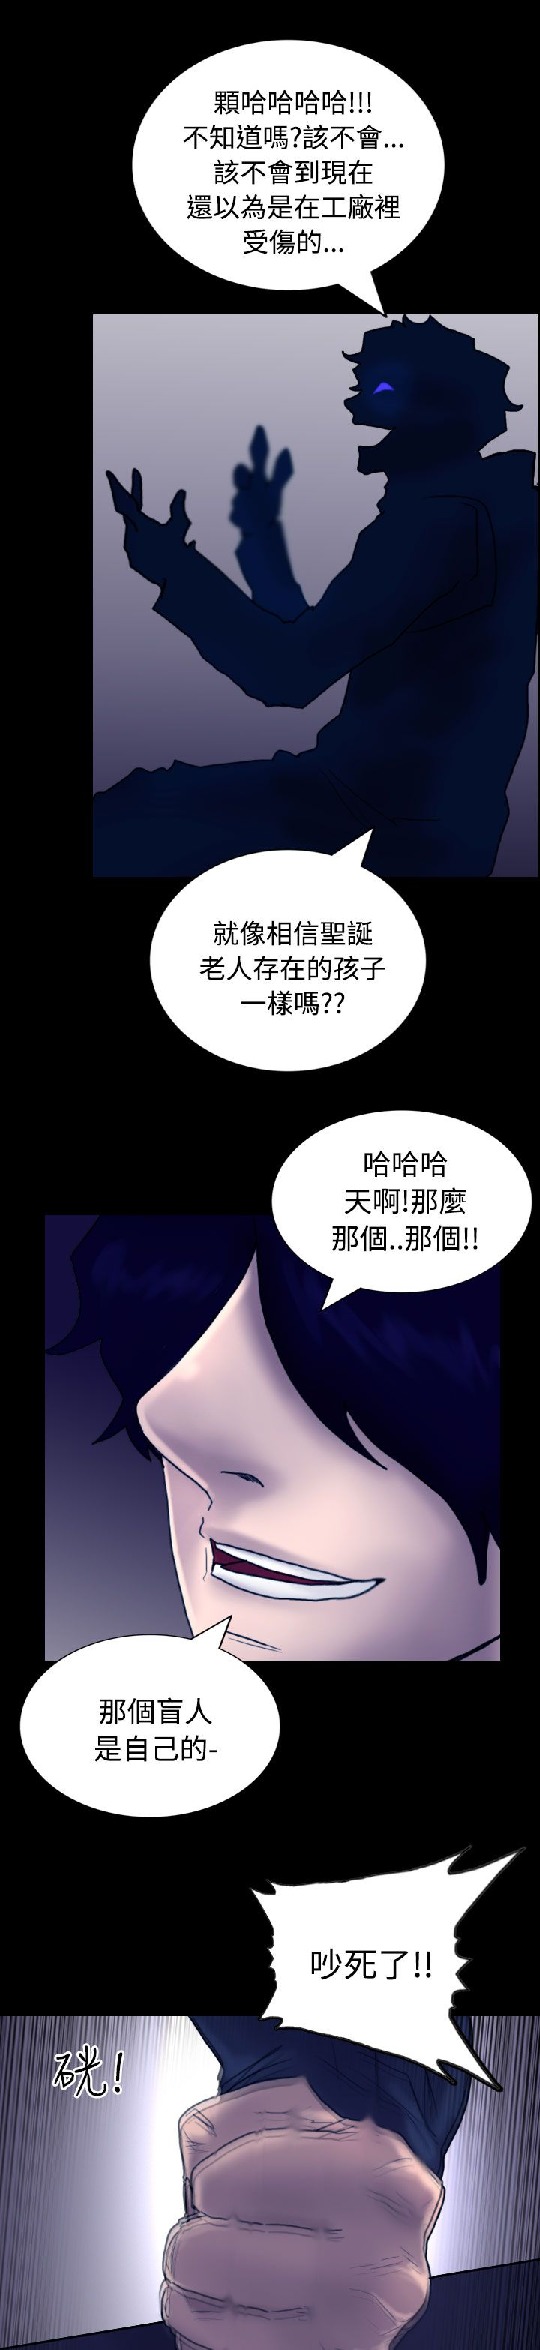 顆哈哈哈哈!!!
不知道嗎?該不會...
該不會到現在
還以為是在工廠裡
受傷的...
就像相信聖誕
老人存在的孩子
一樣嗎??
哈哈哈
天啊!那麼
那個..那個!!
那個盲人
是自己的-
吵死了!!
硄!